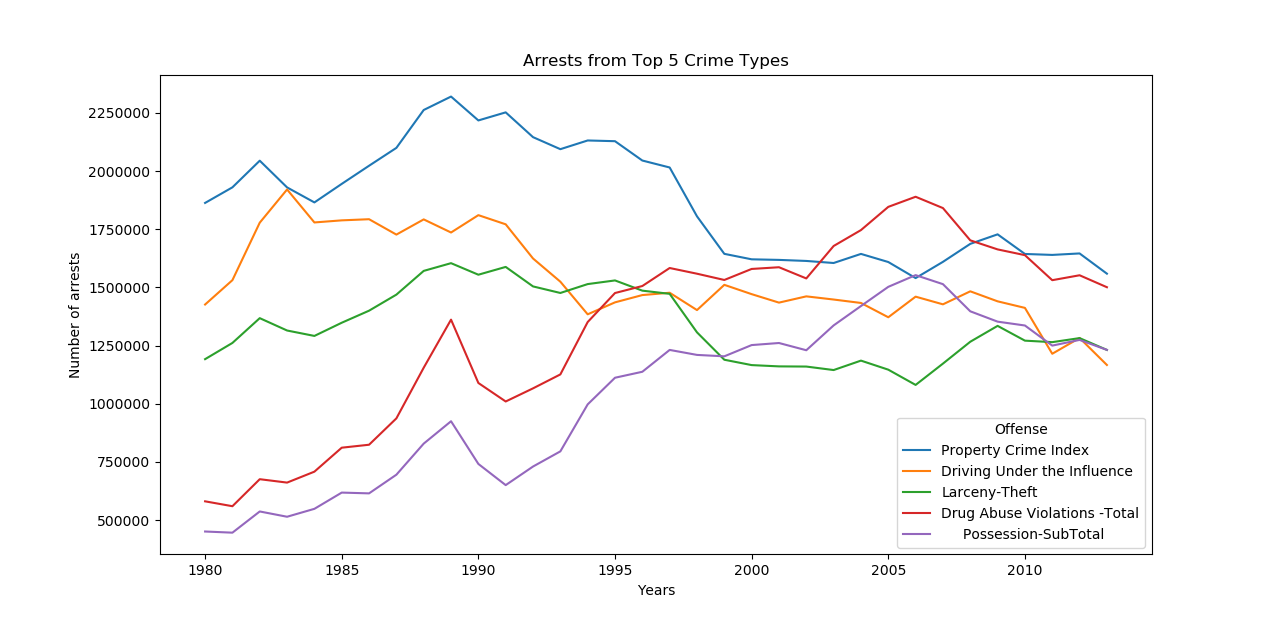 Arrests from Top 5 Crime Types
Number of arrests
2250000
2000000
1750000
1500000
1250000
1000000
750000
500000
Offense
Property Crime Index
Driving Under the Influence
Larceny-Theft
Drug Abuse Violations -Total
Possession-SubTotal
1980 1985 1990 1995 2000 2005 2010
Years